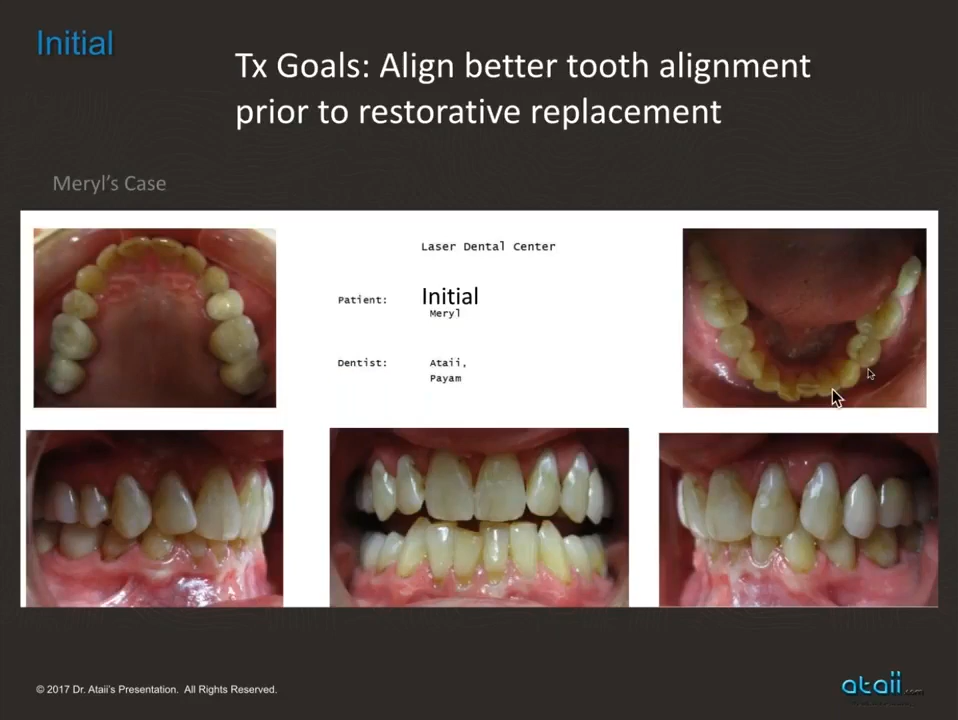 Initial
Tx Goals: Align better tooth alignment
prior to restorative replacement
Meryl's Case
Laser Dental Center
Patient: Initial
Meryl
Dentist: Ataii,
Payam
© 2017 Dr. Ataii's Presentation. All Rights Reserved.
ataii.com